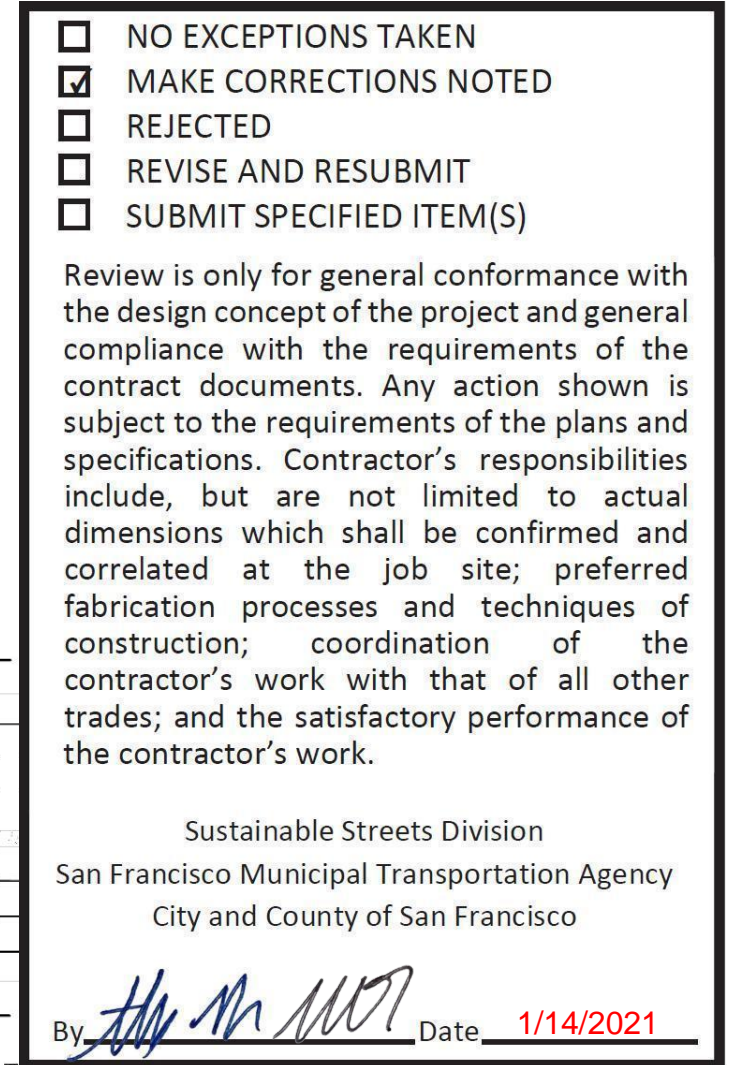 NO EXCEPTIONS TAKEN
MAKE CORRECTIONS NOTED
REJECTED
REVISE AND RESUBMIT
SUBMIT SPECIFIED ITEM(S)
Review is only for general conformance with
the design concept of the project and general
compliance with the requirements of the
contract documents. Any action shown is
subject to the requirements of the plans and
specifications. Contractor’s responsibilities
include, but are not limited to actual
dimensions which shall be confirmed and
correlated at the job site; preferred
fabrication processes and techniques of
construction; coordination of the
contractor’s work with that of all other
trades; and the satisfactory performance of
the contractor’s work.
Sustainable Streets Division
San Francisco Municipal Transportation Agency
City and County of San Francisco
By Date 1/14/2021